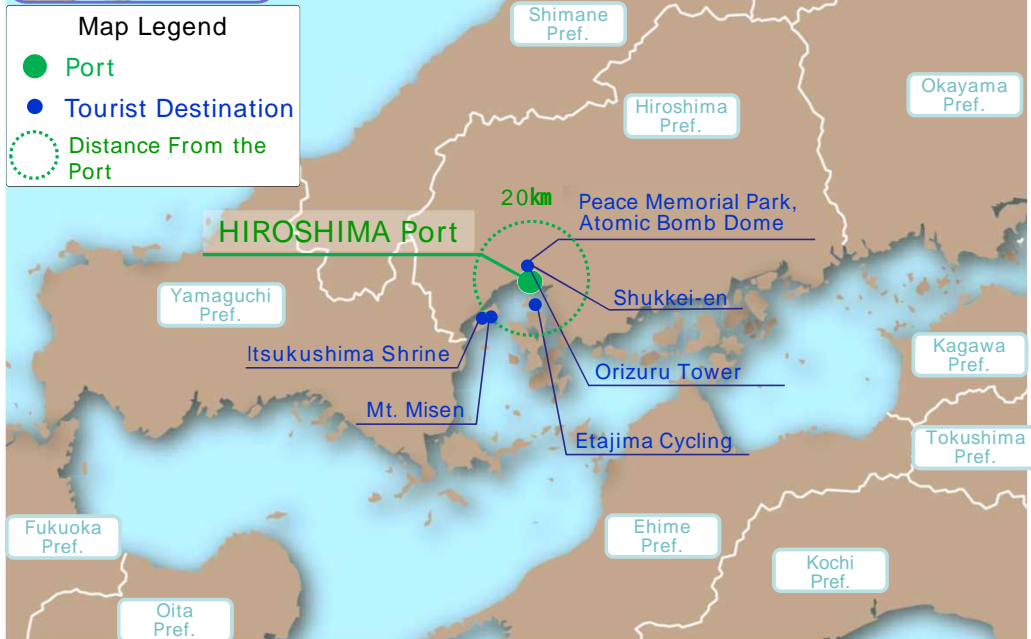 Map Legend
Port
Tourist Destination
Distance From the
Port
Shimane
Pref.
Hiroshima
Pref.
Okayama
Pref.
20km
Peace Memorial Park,
Atomic Bomb Dome
HIROSHIMA Port
Yamaguchi
Pref.
Shukkei-en
Itsukushima Shrine
Orizuru Tower
Kagawa
Pref.
Mt. Misen
Etajima Cycling
Tokushima
Pref.
Fukuoka
Pref.
Ehime
Pref.
Kochi
Pref.
Oita
Pref.